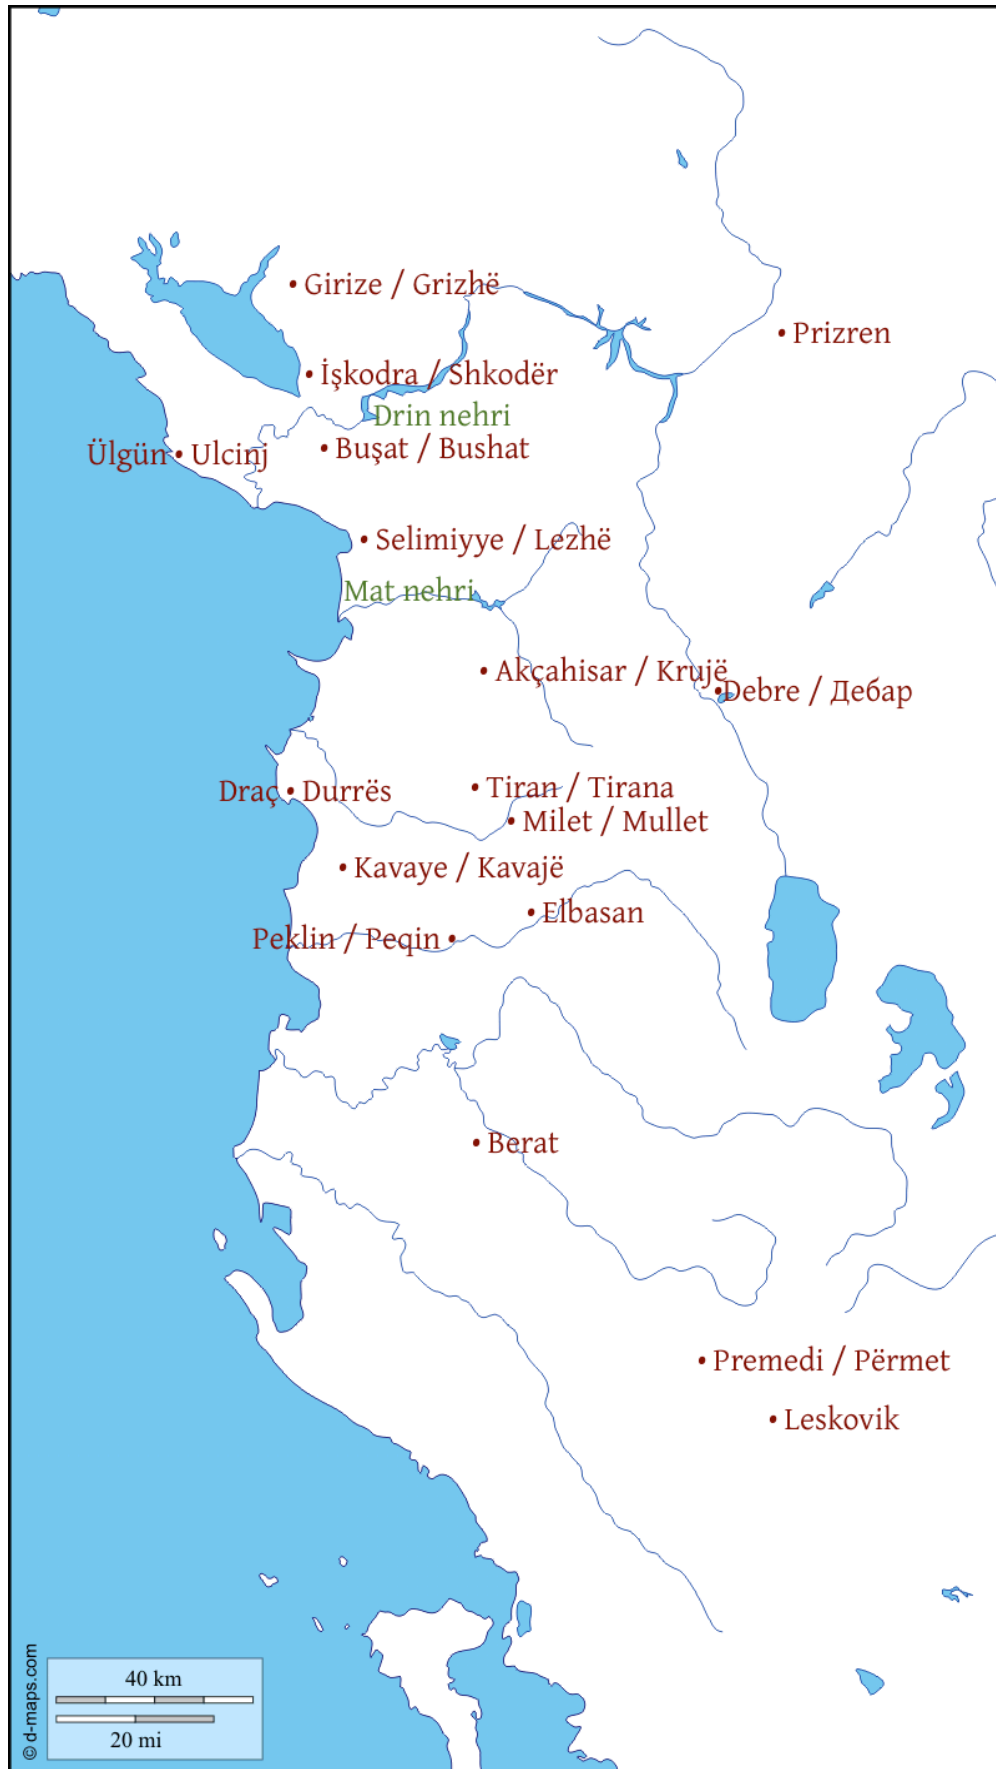 Girize / Grizhë
Prizren
İşkodra / Shkodër
Drin nehri
Buşat / Bushat
Ülgün • Ulcinj
Selimiyye / Lezhë
Mat nehri
Akçahisar / Krujë
Debre / Дебар
Tiran / Tirana
Draç • Durrës
Milet / Mullet
Kavaye / Kavajë
Elbasan
Peklin / Peqin
Berat
Premedi / Përmet
Leskovik
40 km
20 mi
© d-maps.com